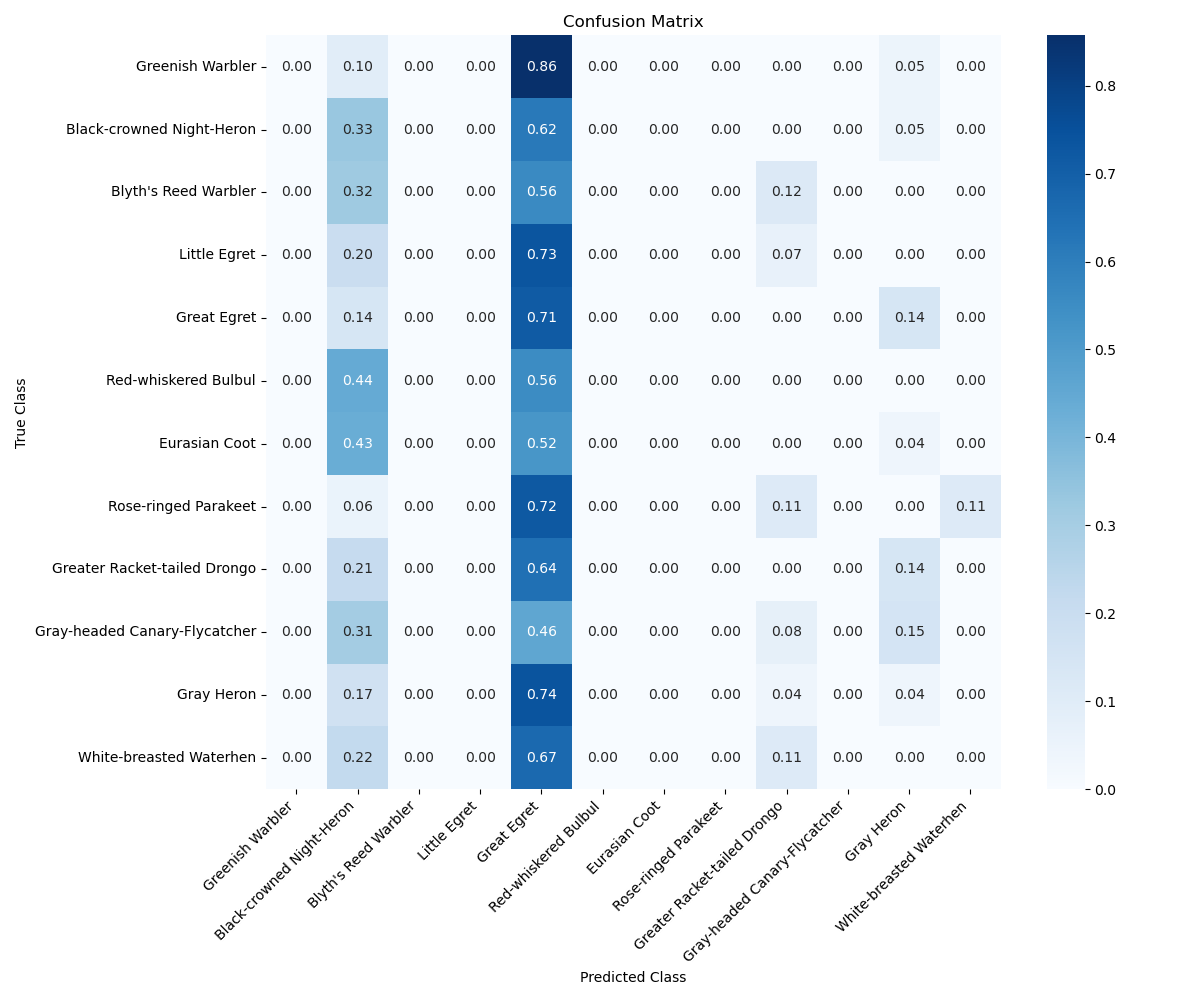 Confusion Matrix
Greenish Warbler 0.00 0.10 0.00 0.00 0.86 0.00 0.00 0.00 0.00 0.00 0.05 0.00
Black-crowned Night-Heron 0.00 0.33 0.00 0.00 0.62 0.00 0.00 0.00 0.00 0.00 0.05 0.00
Blyth's Reed Warbler 0.00 0.32 0.00 0.00 0.56 0.00 0.00 0.00 0.12 0.00 0.00 0.00
Little Egret 0.00 0.20 0.00 0.00 0.73 0.00 0.00 0.00 0.07 0.00 0.00 0.00
Great Egret 0.00 0.14 0.00 0.00 0.71 0.00 0.00 0.00 0.00 0.00 0.14 0.00
Red-whiskered Bulbul 0.00 0.44 0.00 0.00 0.56 0.00 0.00 0.00 0.00 0.00 0.00 0.00
Eurasian Coot 0.00 0.43 0.00 0.00 0.52 0.00 0.00 0.00 0.00 0.00 0.04 0.00
Rose-ringed Parakeet 0.00 0.06 0.00 0.00 0.72 0.00 0.00 0.00 0.11 0.00 0.00 0.11
Greater Racket-tailed Drongo 0.00 0.21 0.00 0.00 0.64 0.00 0.00 0.00 0.00 0.00 0.14 0.00
Gray-headed Canary-Flycatcher 0.00 0.31 0.00 0.00 0.46 0.00 0.00 0.00 0.08 0.00 0.15 0.00
Gray Heron 0.00 0.17 0.00 0.00 0.74 0.00 0.00 0.00 0.04 0.00 0.04 0.00
White-breasted Waterhen 0.00 0.22 0.00 0.00 0.67 0.00 0.00 0.00 0.11 0.00 0.00 0.00
True Class
Greenish Warbler
Black-crowned Night-Heron
Blyth's Reed Warbler
Little Egret
Great Egret
Red-whiskered Bulbul
Eurasian Coot
Rose-ringed Parakeet
Greater Racket-tailed Drongo
Gray-headed Canary-Flycatcher
Gray Heron
White-breasted Waterhen
Predicted Class
0.8
0.7
0.6
0.5
0.4
0.3
0.2
0.1
0.0